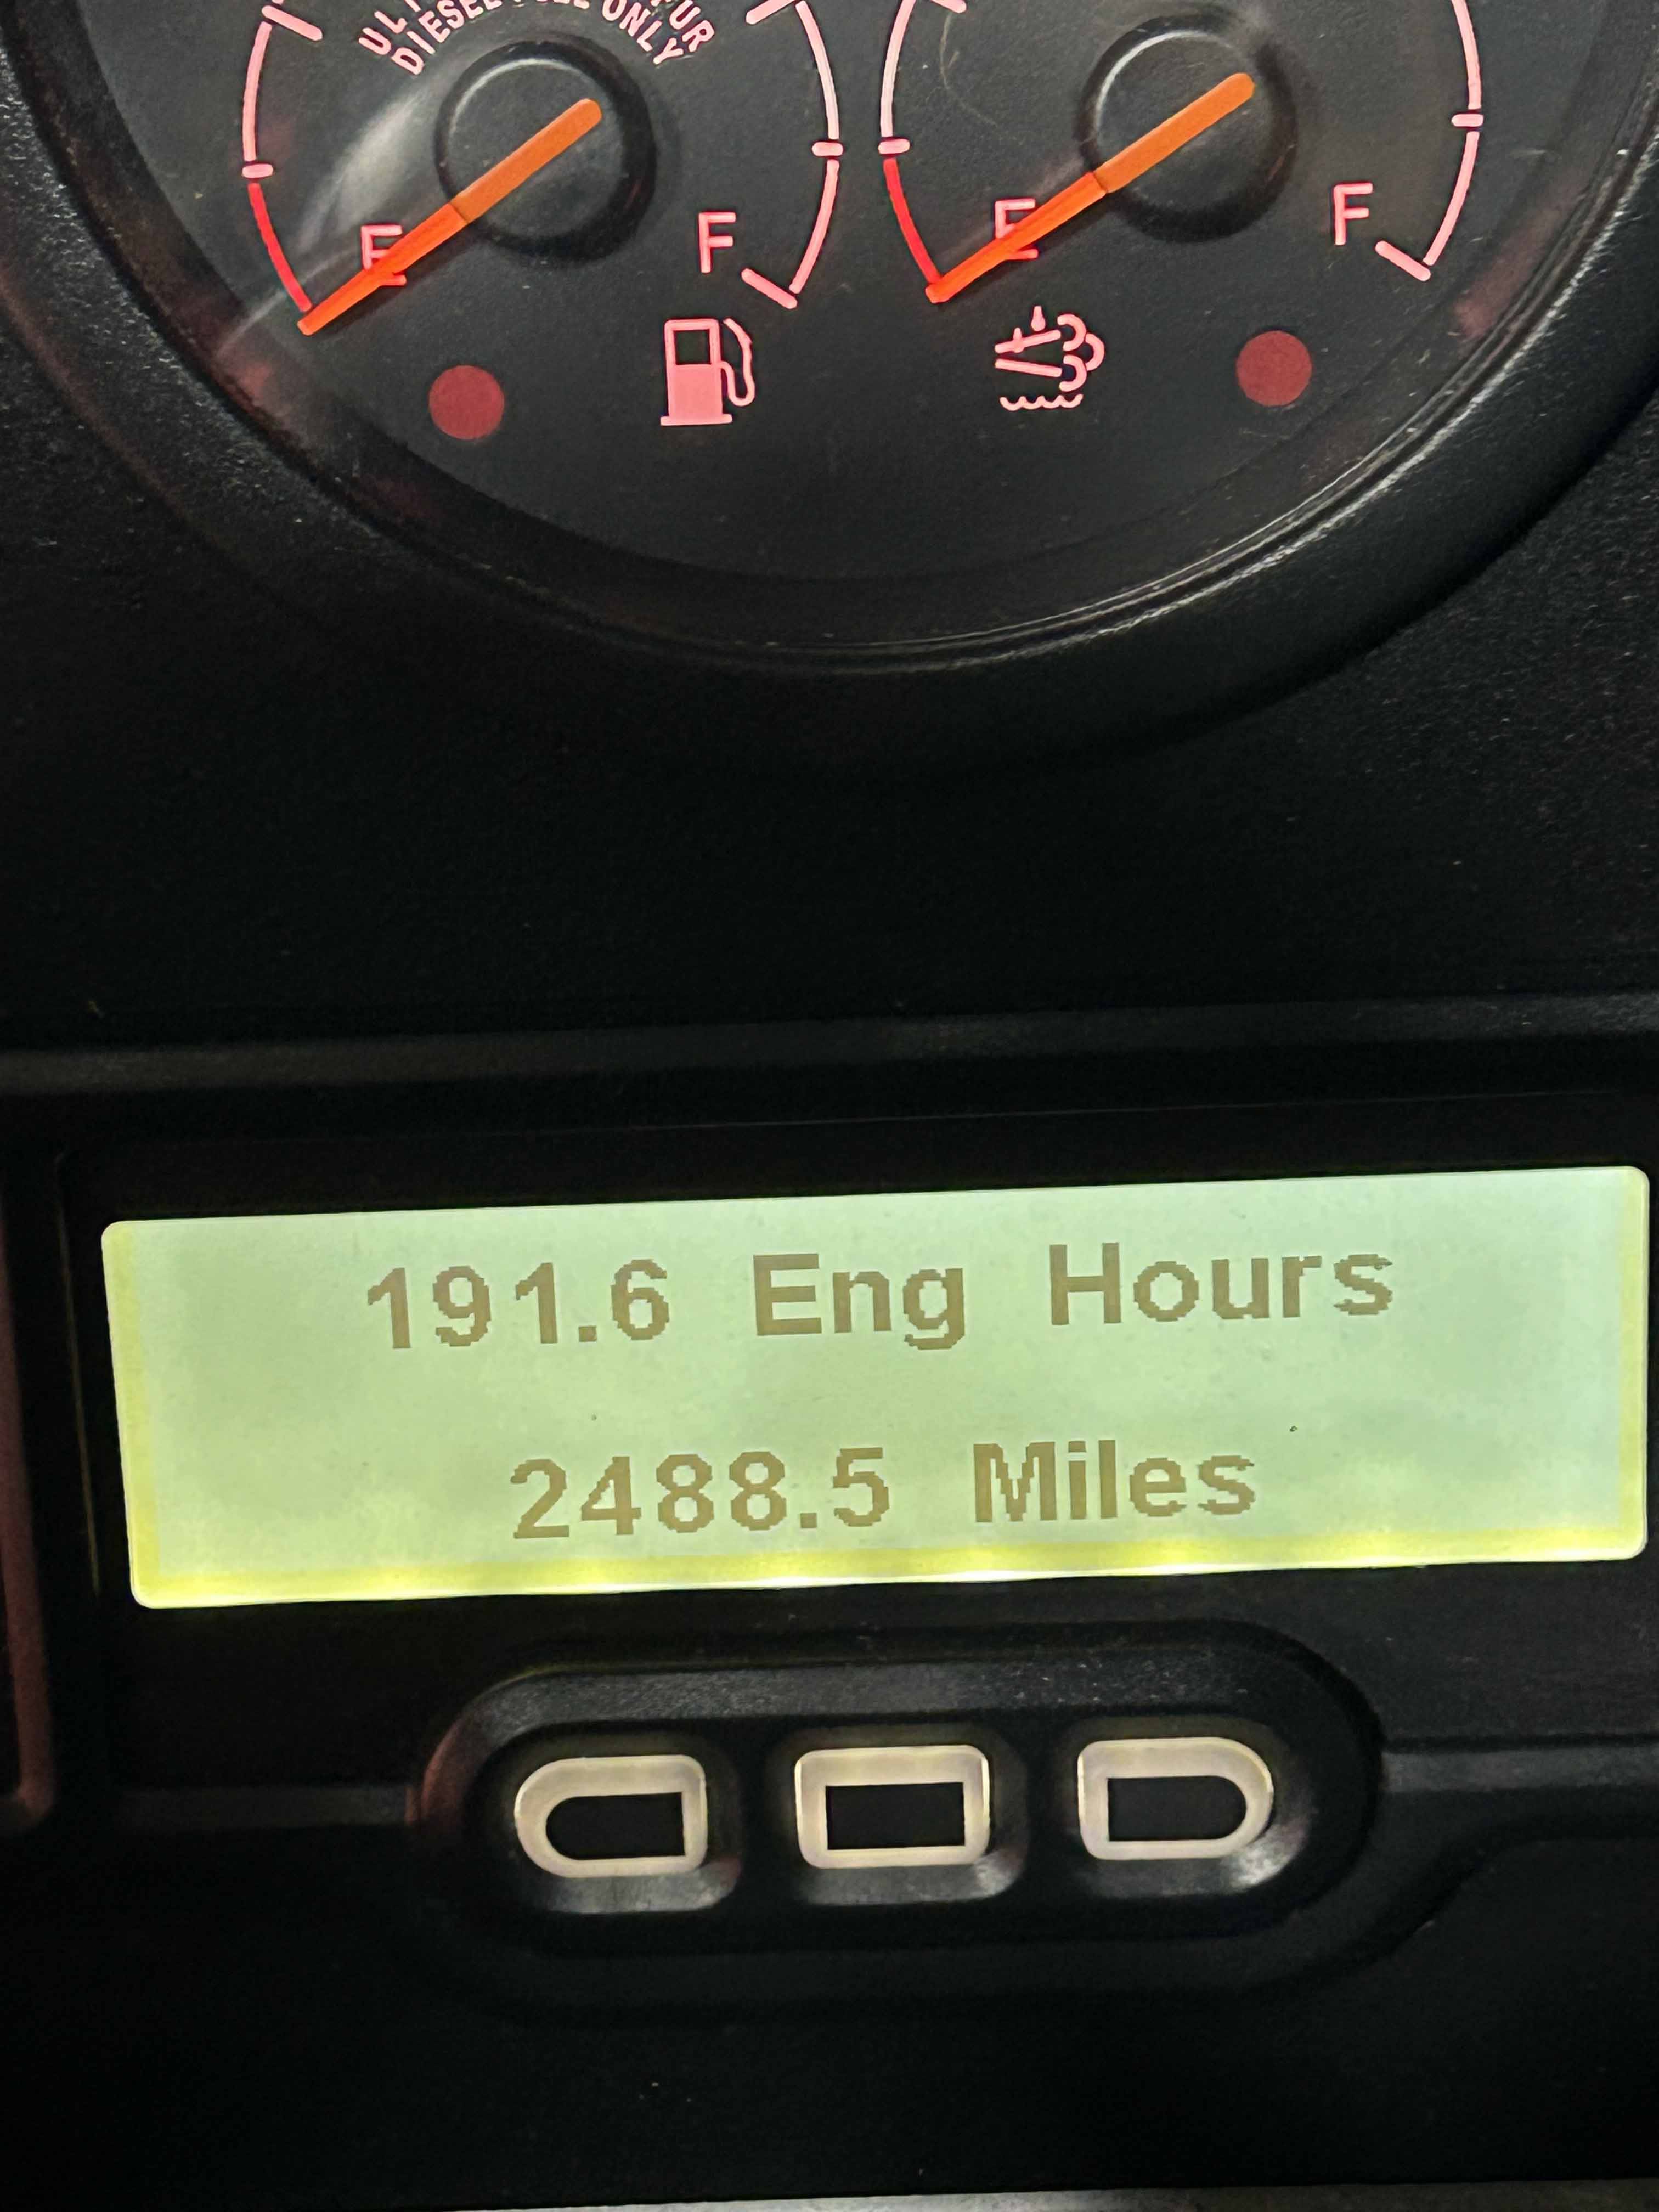 DIESEL FUEL ONLY
E F
E F
191.6 Eng Hours
2488.5 Miles